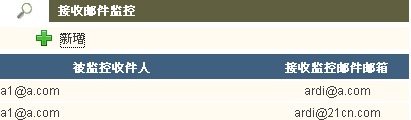 接收邮件监控
新增
被监控收件人 接收监控邮件邮箱
a1@a.com ardi@a.com
a1@a.com ardi@21cn.com